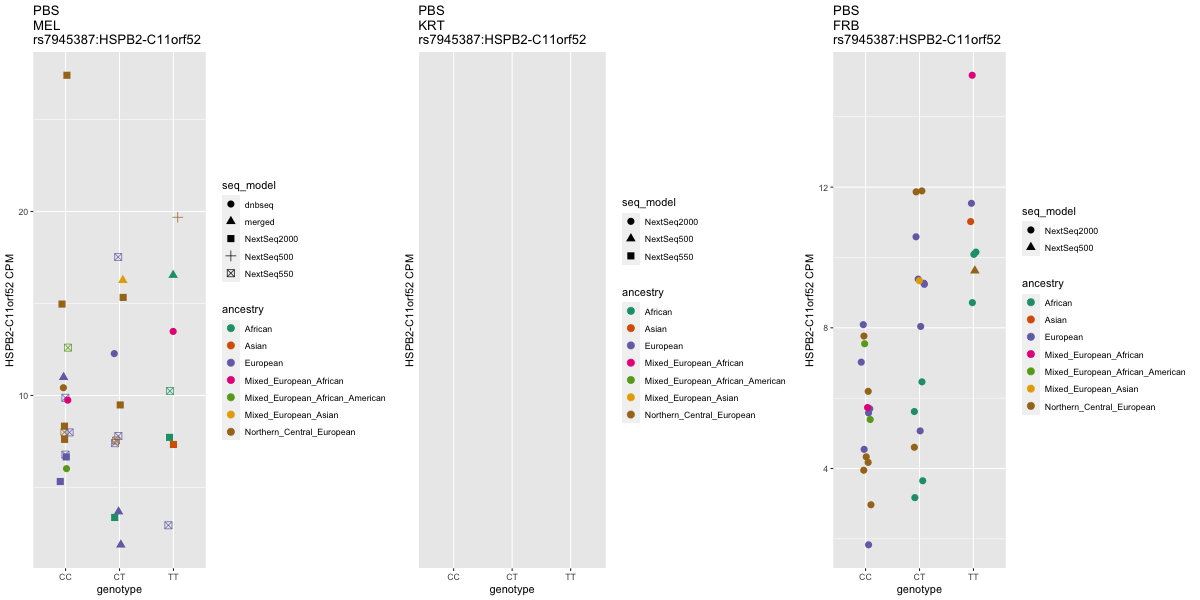 PBS
MEL
rs7945387:HSPB2-C11orf52
20
10
HSPB2-C11orf52 CPM
CC
CT
TT
genotype
seq_model
dnbseq
merged
NextSeq2000
NextSeq500
NextSeq550
ancestry
African
Asian
European
Mixed_European_African
Mixed_European_African_American
Mixed_European_Asian
Northern_Central_European
PBS
KRT
rs7945387:HSPB2-C11orf52
HSPB2-C11orf52 CPM
CC
CT
TT
genotype
seq_model
NextSeq2000
NextSeq500
NextSeq550
ancestry
African
Asian
European
Mixed_European_African
Mixed_European_African_American
Mixed_European_Asian
Northern_Central_European
PBS
FRB
rs7945387:HSPB2-C11orf52
12
8
4
HSPB2-C11orf52 CPM
CC
CT
TT
genotype
seq_model
NextSeq2000
NextSeq500
ancestry
African
Asian
European
Mixed_European_African
Mixed_European_African_American
Mixed_European_Asian
Northern_Central_European